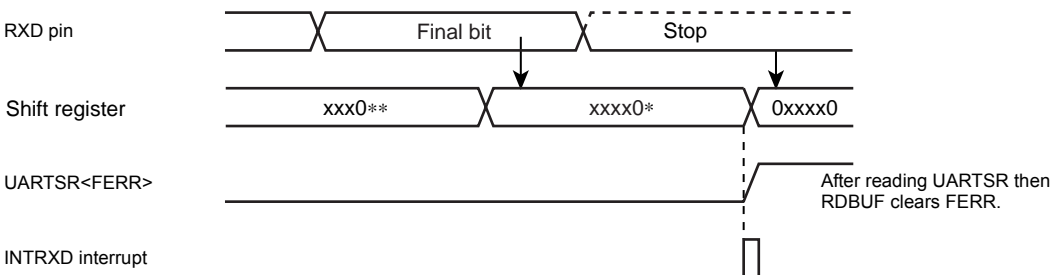 RXD pin
Final bit
Stop
Shift register
xxx0**
xxxx0*
0xxxx0
UARTSR<FERR>
After reading UARTSR then
RDBUF clears FERR.
INTRXD interrupt